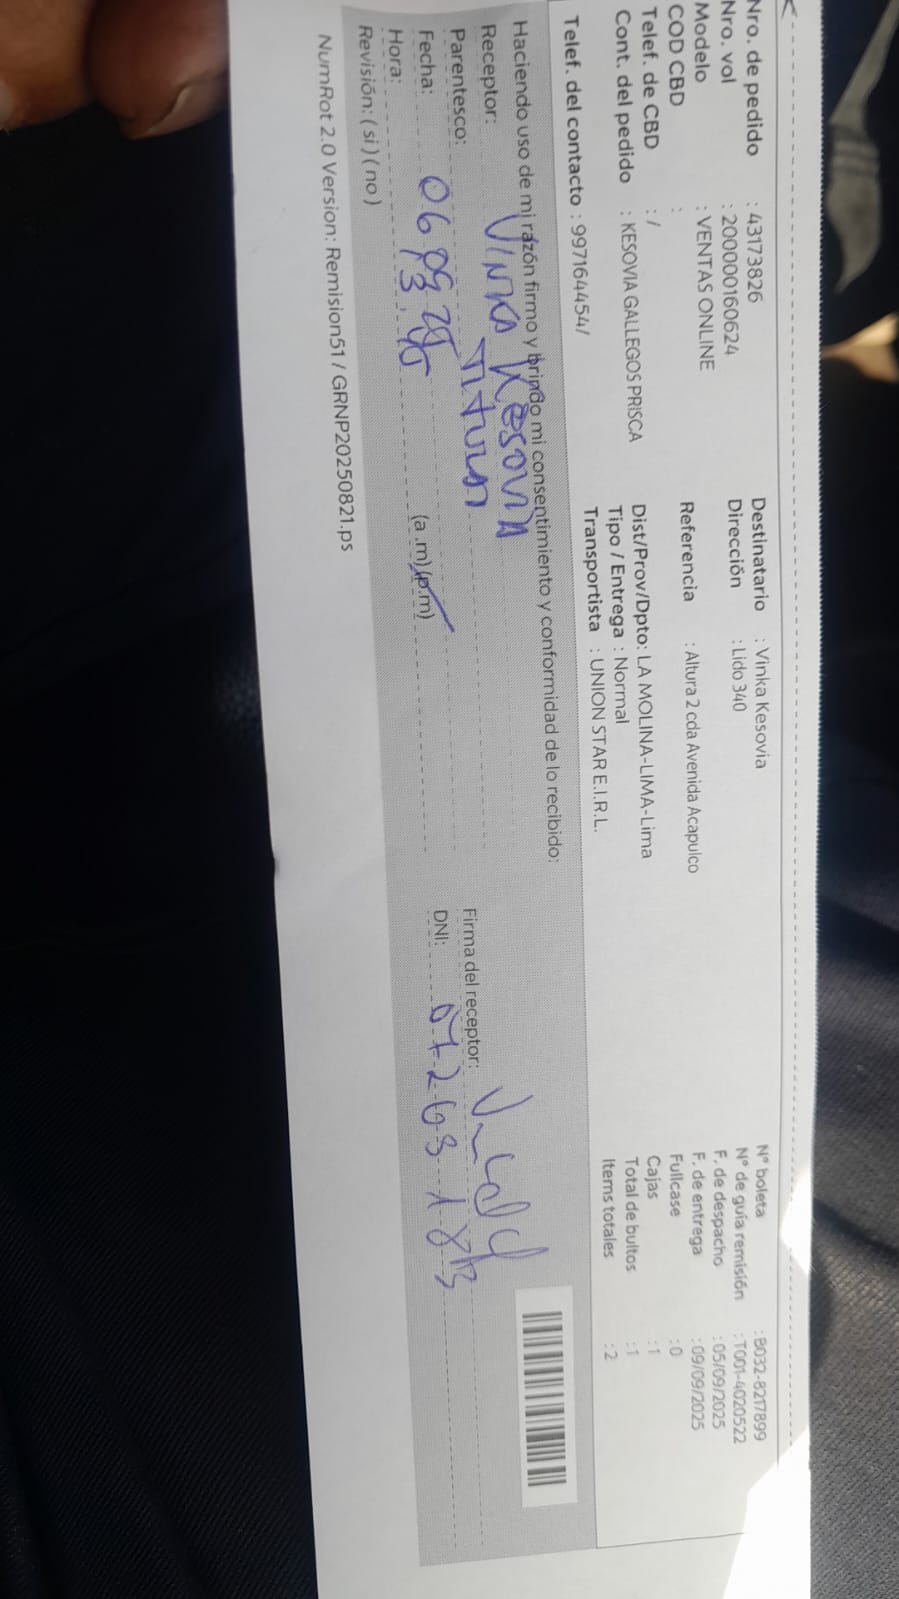 Nro. de pedido : 43173826
Nro. vol : 200000160624
Modelo : VENTAS ONLINE
COD CBD :
Telef. de CBD : /
Cont. del pedido : KESOVIA GALLEGOS PRISCA
Telef. del contacto : 997164454/
Destinatario : Vinka Kesovia
Dirección : Lido 340
Referencia : Altura 2 cda Avenida Acapulco
Dist/Prov/Dpto: LA MOLINA-LIMA-Lima
Tipo / Entrega : Normal
Transportista : UNION STAR E.I.R.L.
N° boleta : B032-8217899
N° de guía remisión : T001-4020522
F. de despacho : 05/09/2025
F. de entrega : 09/09/2025
Fullcase : 0
Cajas : 1
Total de bultos : 1
Items totales : 2
Haciendo uso de mi razón firmo y brindo mi consentimiento y conformidad de lo recibido:
Receptor: Vinka Kesovia
Parentesco: Titular
Fecha: 06 09 25
Hora: (a.m) (p.m)
Revisión: ( si ) ( no )
Firma del receptor:
DNI: 07263183
NumRot 2.0 Version: Remision51 / GRNP20250821.ps